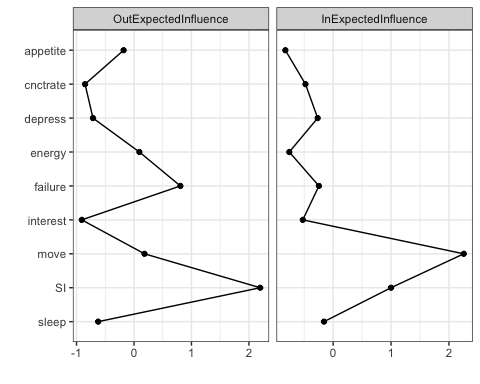 OutExpectedInfluence InExpectedInfluence
appetite
cnctrate
depress
energy
failure
interest
move
SI
sleep
-1 0 1 2 0 1 2